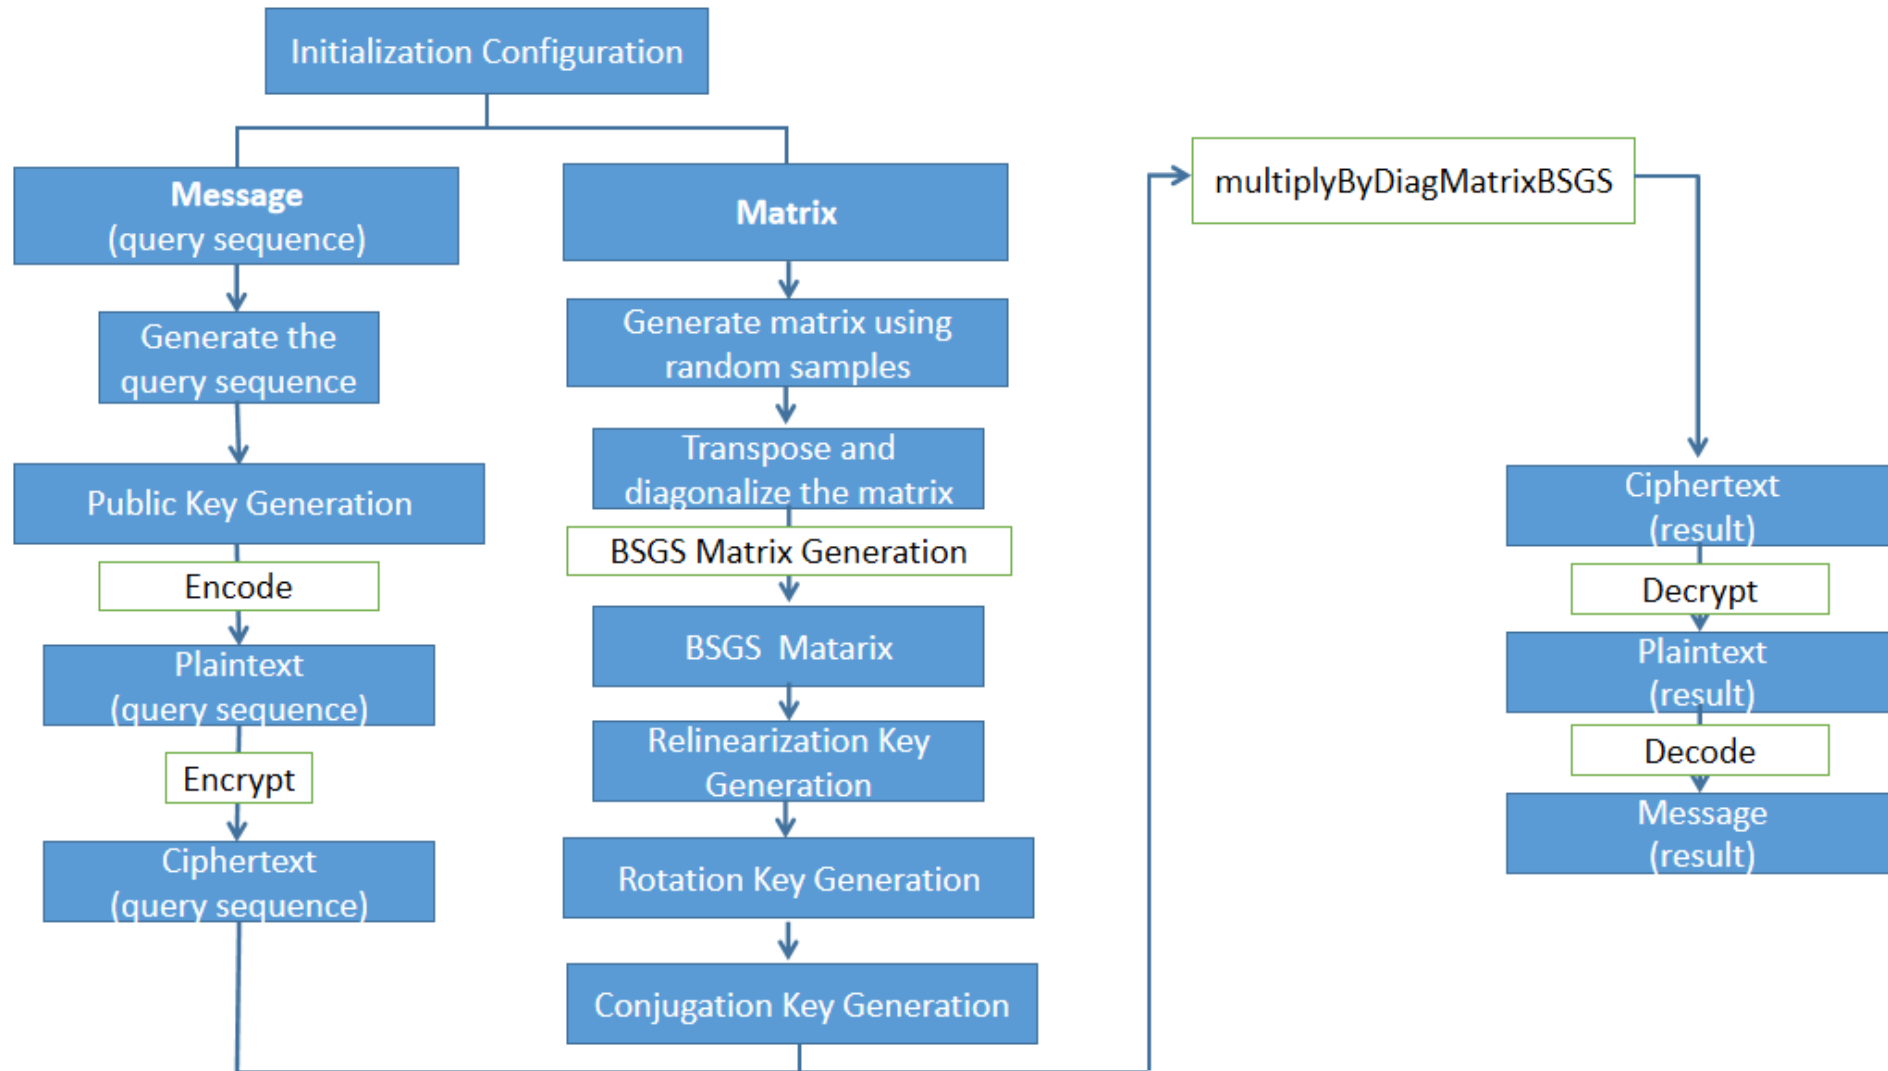 Initialization Configuration
Message
(query sequence)
Generate the
query sequence
Public Key Generation
Encode
Plaintext
(query sequence)
Encrypt
Ciphertext
(query sequence)
Matrix
Generate matrix using
random samples
Transpose and
diagonalize the matrix
BSGS Matrix Generation
BSGS Matarix
Relinearization Key
Generation
Rotation Key Generation
Conjugation Key Generation
multiplyByDiagMatrixBSGS
Ciphertext
(result)
Decrypt
Plaintext
(result)
Decode
Message
(result)